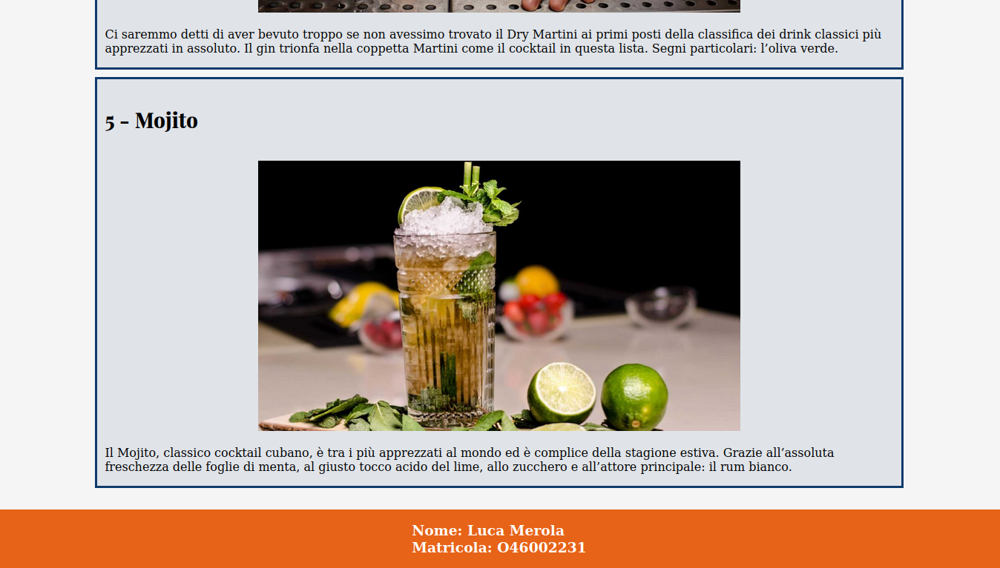 Ci saremmo detti di aver bevuto troppo se non avessimo trovato il Dry Martini ai primi posti della classifica dei drink classici più
apprezzati in assoluto. Il gin trionfa nella coppetta Martini come il cocktail in questa lista. Segni particolari: l’oliva verde.
5 – Mojito
Il Mojito, classico cocktail cubano, è tra i più apprezzati al mondo ed è complice della stagione estiva. Grazie all’assoluta
freschezza delle foglie di menta, al giusto tocco acido del lime, allo zucchero e all’attore principale: il rum bianco.
Nome: Luca Merola
Matricola: O46002231